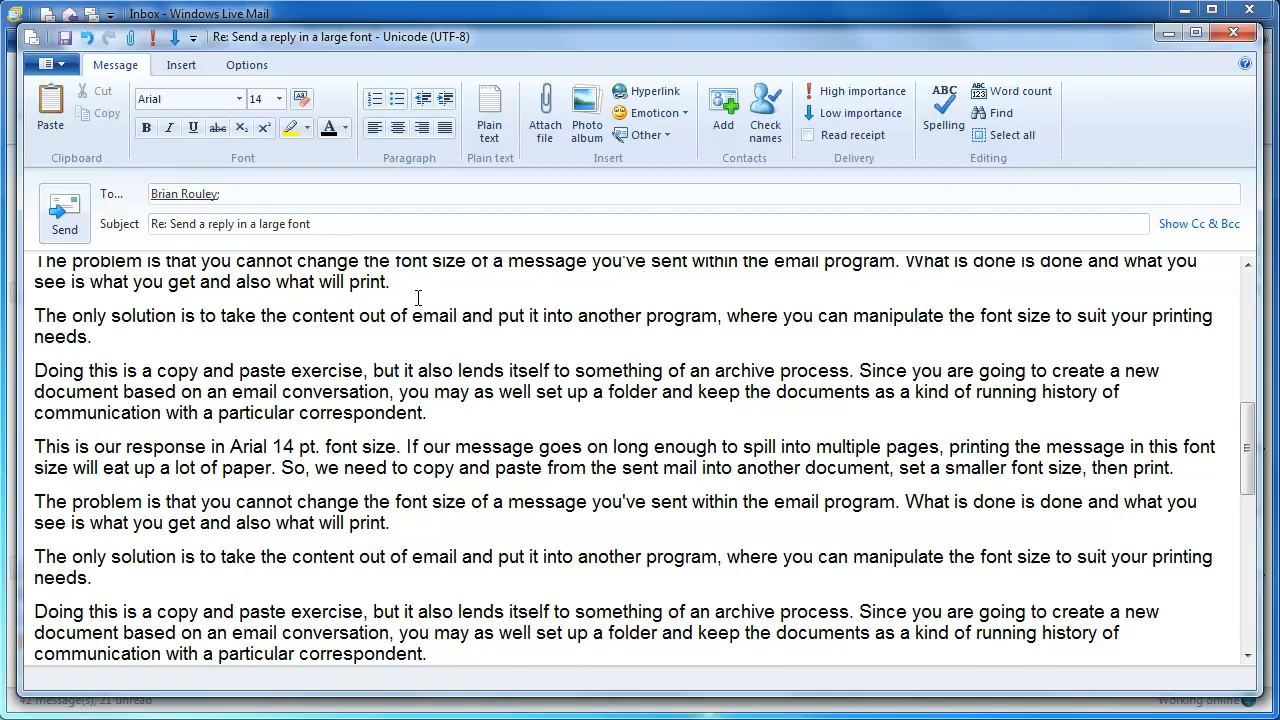 Inbox - Windows Live Mail
Re: Send a reply in a large font - Unicode (UTF-8)
Message Insert Options
Paste
Cut
Copy
Clipboard
Arial 14
B I U abc X2 X2 A
Font
Paragraph
Plain text
Plain text
Attach file
Photo album
Hyperlink
Emoticon
Other
Insert
Add
Check names
Contacts
High importance
Low importance
Read receipt
Delivery
ABC
Spelling
ABC 123 Word count
Find
Select all
Editing
Send
To... Brian Rouley;
Subject Re: Send a reply in a large font Show Cc & Bcc
The problem is that you cannot change the font size of a message you've sent within the email program. What is done is done and what you
see is what you get and also what will print.
The only solution is to take the content out of email and put it into another program, where you can manipulate the font size to suit your printing
needs.
Doing this is a copy and paste exercise, but it also lends itself to something of an archive process. Since you are going to create a new
document based on an email conversation, you may as well set up a folder and keep the documents as a kind of running history of
communication with a particular correspondent.
This is our response in Arial 14 pt. font size. If our message goes on long enough to spill into multiple pages, printing the message in this font
size will eat up a lot of paper. So, we need to copy and paste from the sent mail into another document, set a smaller font size, then print.
The problem is that you cannot change the font size of a message you've sent within the email program. What is done is done and what you
see is what you get and also what will print.
The only solution is to take the content out of email and put it into another program, where you can manipulate the font size to suit your printing
needs.
Doing this is a copy and paste exercise, but it also lends itself to something of an archive process. Since you are going to create a new
document based on an email conversation, you may as well set up a folder and keep the documents as a kind of running history of
communication with a particular correspondent.
42 message(s), 21 unread Working online